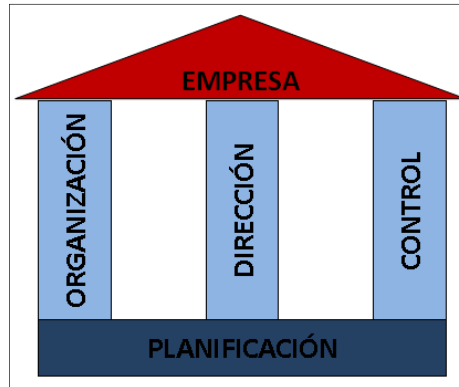 EMPRESA
ORGANIZACIÓN
DIRECCIÓN
CONTROL
PLANIFICACIÓN